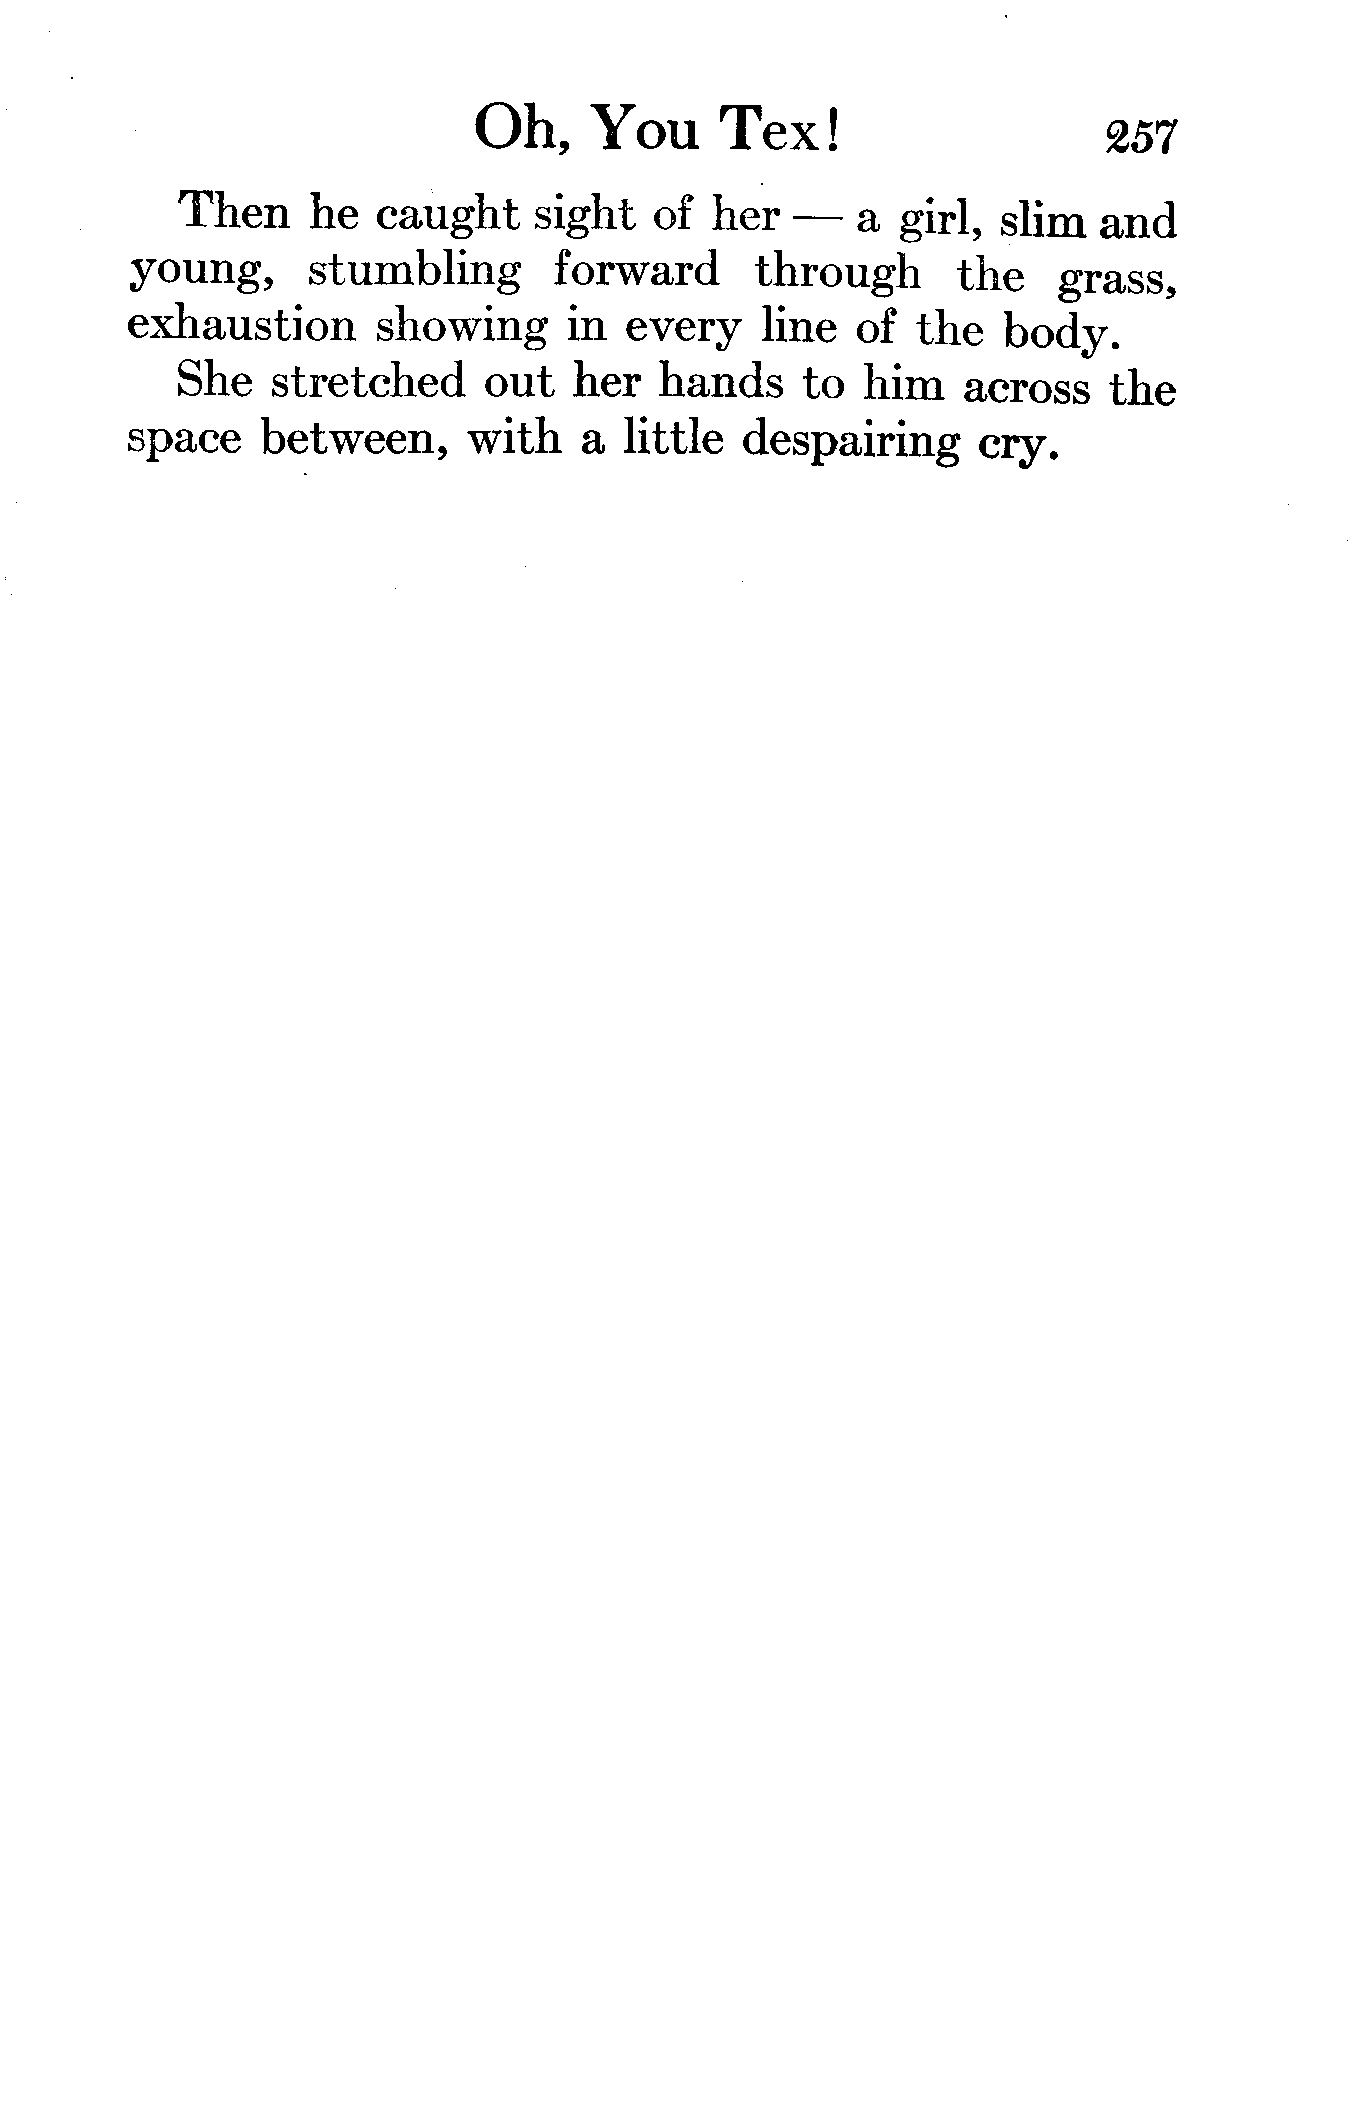 Oh, You Tex! 257
Then he caught sight of her — a girl, slim and
young, stumbling forward through the grass,
exhaustion showing in every line of the body.
She stretched out her hands to him across the
space between, with a little despairing cry.